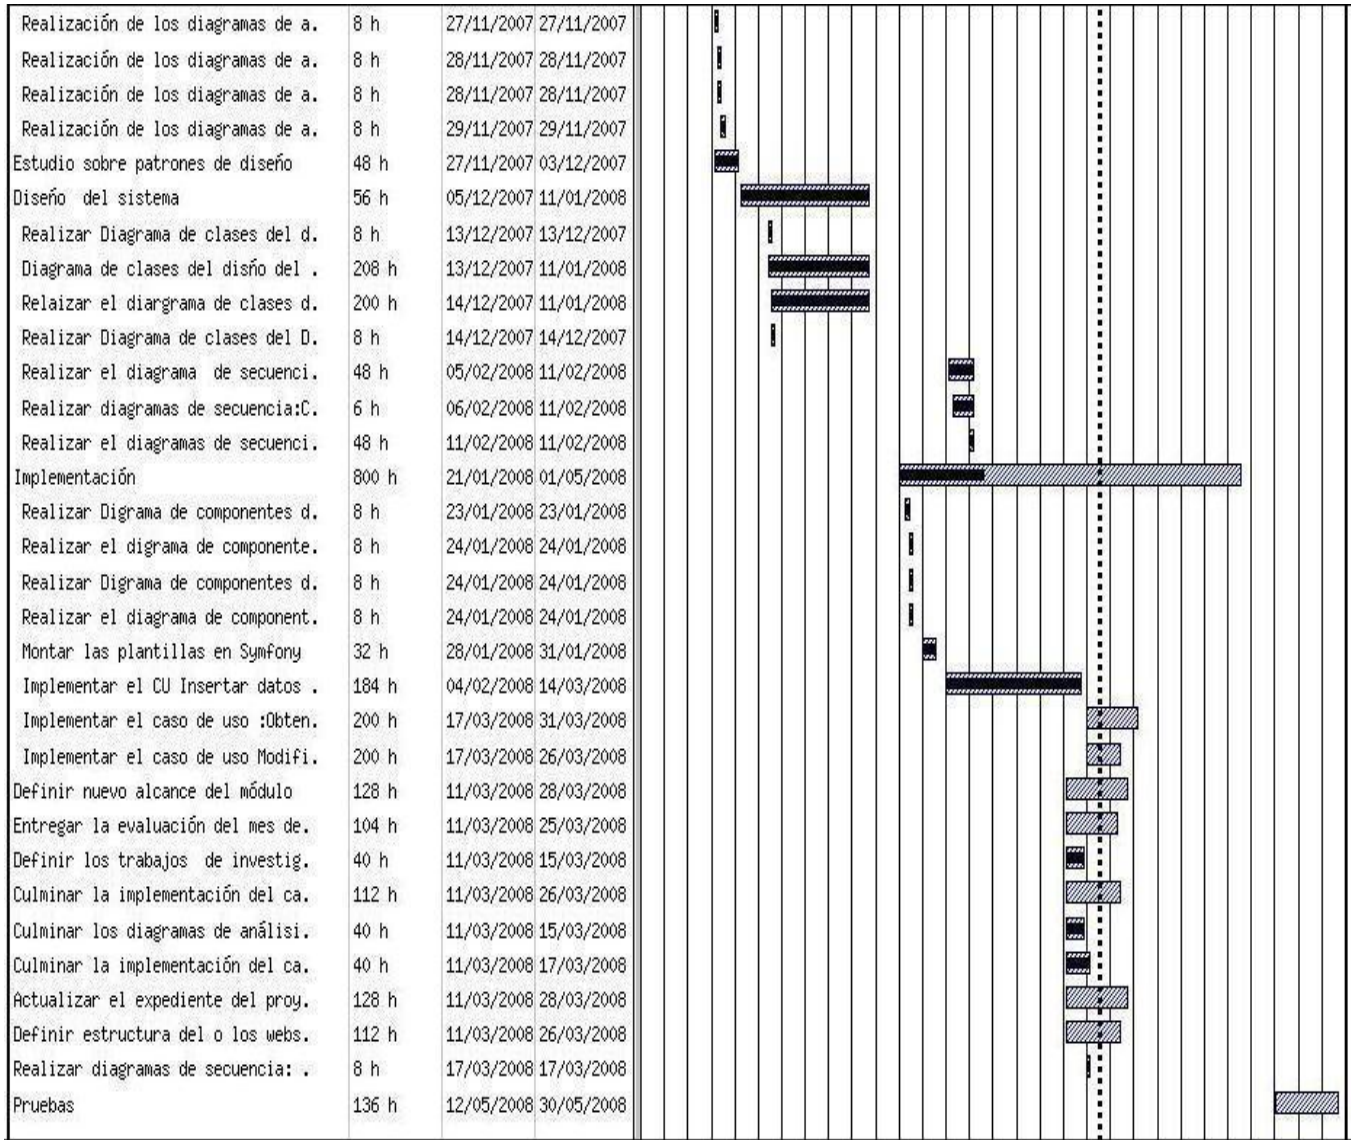 Realización de los diagramas de a. 8 h 27/11/2007 27/11/2007
Realización de los diagramas de a. 8 h 28/11/2007 28/11/2007
Realización de los diagramas de a. 8 h 28/11/2007 28/11/2007
Realización de los diagramas de a. 8 h 29/11/2007 29/11/2007
Estudio sobre patrones de diseño 48 h 27/11/2007 03/12/2007
Diseño del sistema 56 h 05/12/2007 11/01/2008
Realizar Diagrama de clases del d. 8 h 13/12/2007 13/12/2007
Diagrama de clases del disño del . 208 h 13/12/2007 11/01/2008
Relaizar el diargrama de clases d. 200 h 14/12/2007 11/01/2008
Realizar Diagrama de clases del D. 8 h 14/12/2007 14/12/2007
Realizar el diagrama de secuenci. 48 h 05/02/2008 11/02/2008
Realizar diagramas de secuencia:C. 6 h 06/02/2008 11/02/2008
Realizar el diagramas de secuenci. 48 h 11/02/2008 11/02/2008
Implementación 800 h 21/01/2008 01/05/2008
Realizar Digrama de componentes d. 8 h 23/01/2008 23/01/2008
Realizar el digrama de componente. 8 h 24/01/2008 24/01/2008
Realizar Digrama de componentes d. 8 h 24/01/2008 24/01/2008
Realizar el diagrama de component. 8 h 24/01/2008 24/01/2008
Montar las plantillas en Symfony 32 h 28/01/2008 31/01/2008
Implementar el CU Insertar datos . 184 h 04/02/2008 14/03/2008
Implementar el caso de uso :Obten. 200 h 17/03/2008 31/03/2008
Implementar el caso de uso Modifi. 200 h 17/03/2008 26/03/2008
Definir nuevo alcance del módulo 128 h 11/03/2008 28/03/2008
Entregar la evaluación del mes de. 104 h 11/03/2008 25/03/2008
Definir los trabajos de investig. 40 h 11/03/2008 15/03/2008
Culminar la implementación del ca. 112 h 11/03/2008 26/03/2008
Culminar los diagramas de análisi. 40 h 11/03/2008 15/03/2008
Culminar la implementación del ca. 40 h 11/03/2008 17/03/2008
Actualizar el expediente del proy. 128 h 11/03/2008 28/03/2008
Definir estructura del o los webs. 112 h 11/03/2008 26/03/2008
Realizar diagramas de secuencia: . 8 h 17/03/2008 17/03/2008
Pruebas 136 h 12/05/2008 30/05/2008